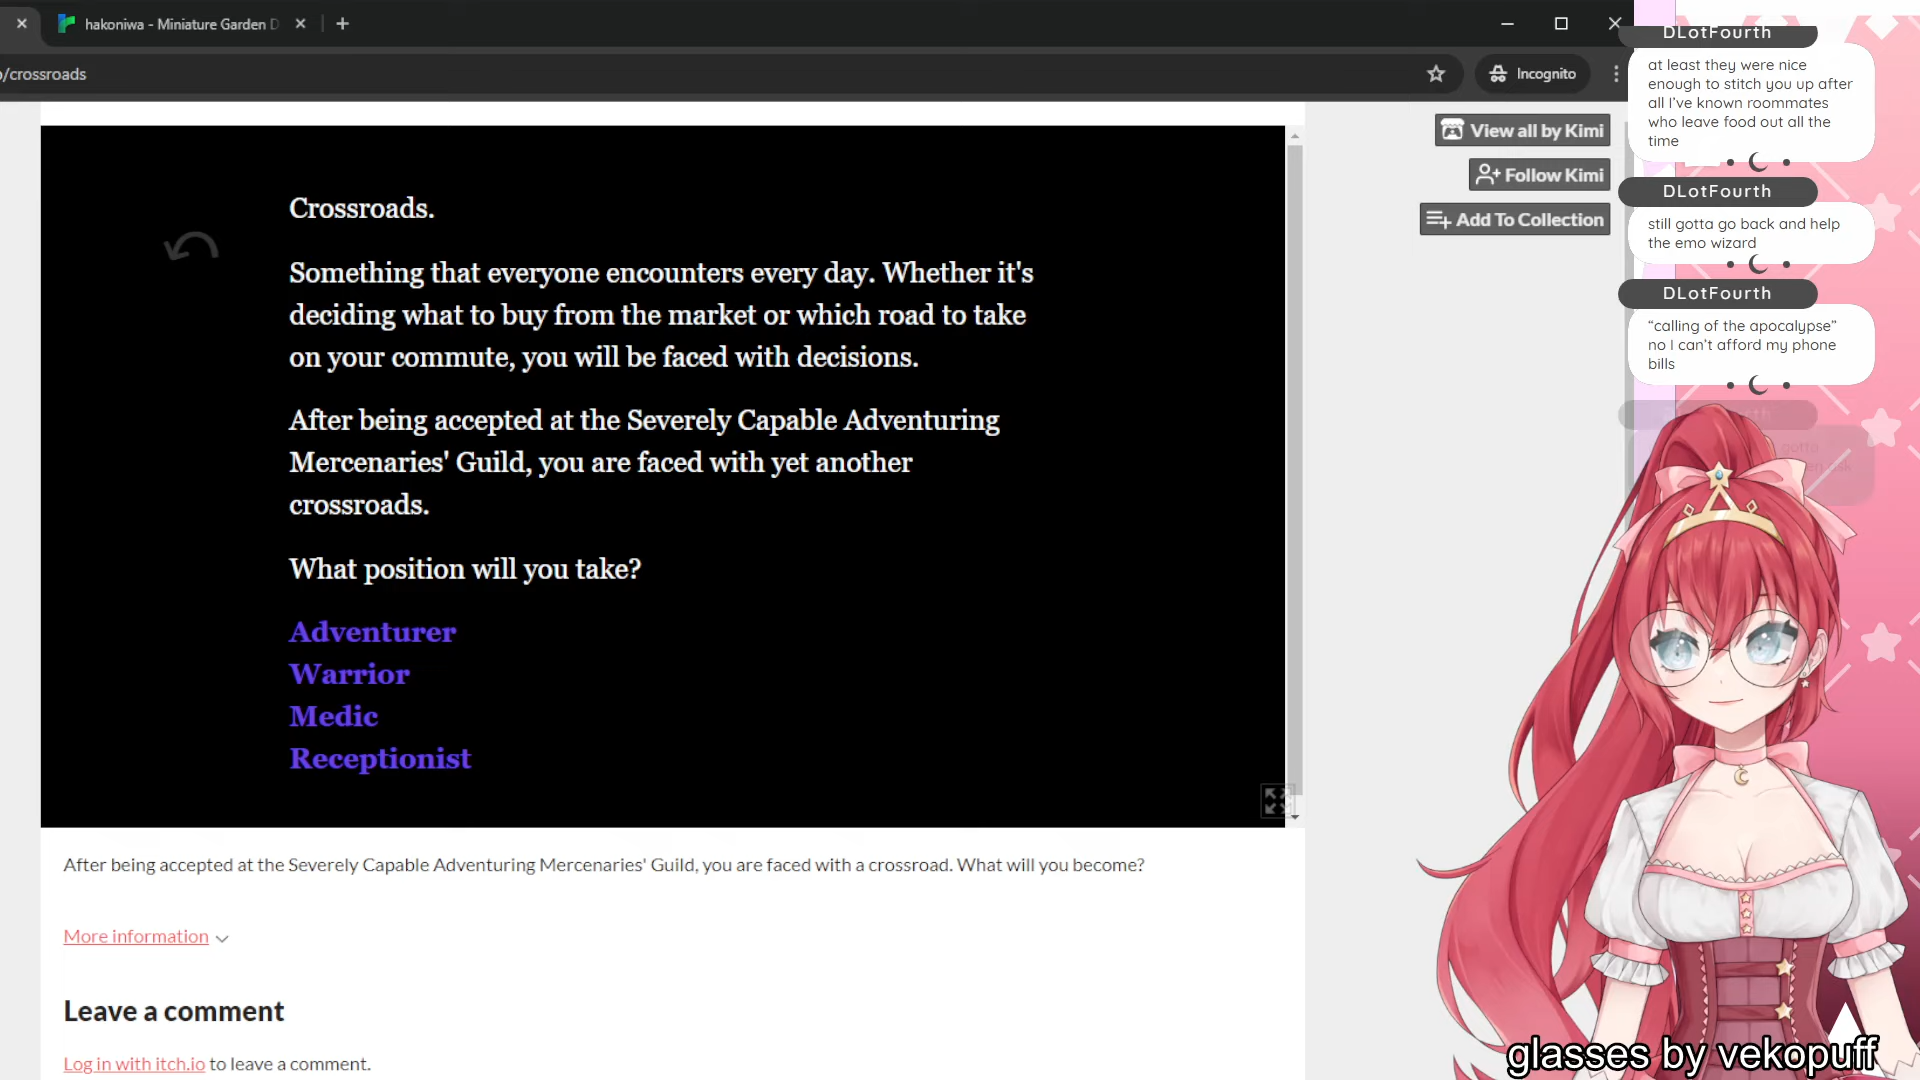 hakoniwa - Miniature Garden D
/crossroads
Incognito
Crossroads.
Something that everyone encounters every day. Whether it's
deciding what to buy from the market or which road to take
on your commute, you will be faced with decisions.
After being accepted at the Severely Capable Adventuring
Mercenaries' Guild, you are faced with yet another
crossroads.
What position will you take?
Adventurer
Warrior
Medic
Receptionist
After being accepted at the Severely Capable Adventuring Mercenaries' Guild, you are faced with a crossroad. What will you become?
More information
Leave a comment
Log in with itch.io to leave a comment.
View all by Kimi
Follow Kimi
Add To Collection
DLotFourth
at least they were nice
enough to stitch you up after
all I've known roommates
who leave food out all the
time
DLotFourth
still gotta go back and help
the emo wizard
DLotFourth
“calling of the apocalypse”
no I can't afford my phone
bills
gotta
glasses by vekopuff